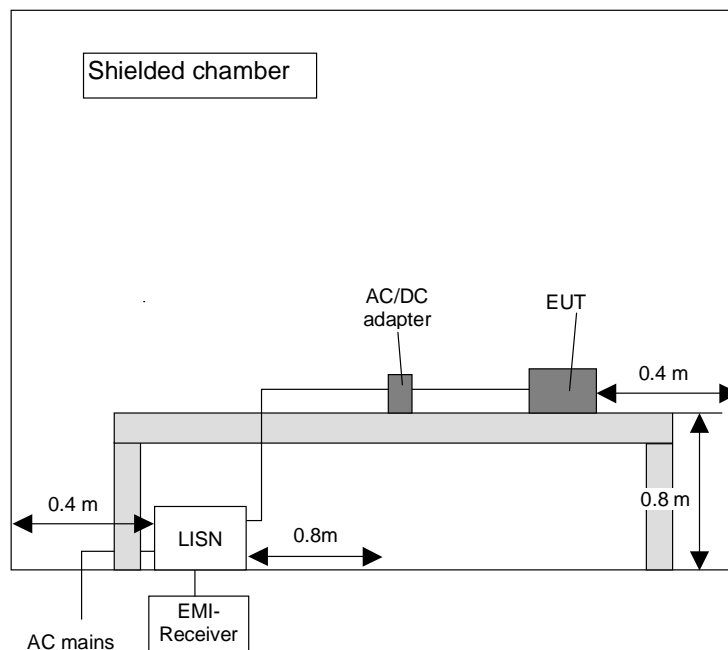 Shielded chamber
AC/DC
adapter
EUT
0.4 m
0.8 m
0.4 m
LISN
0.8m
EMI-
Receiver
AC mains